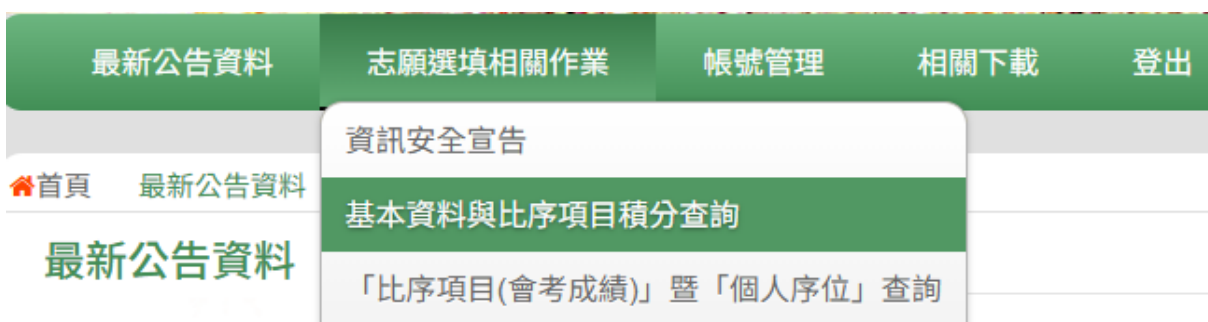 最新公告資料 志願選填相關作業 帳號管理 相關下載 登出
資訊安全宣告
首頁 最新公告資料
基本資料與比序項目積分查詢
最新公告資料
「比序項目(會考成績)」暨「個人序位」查詢